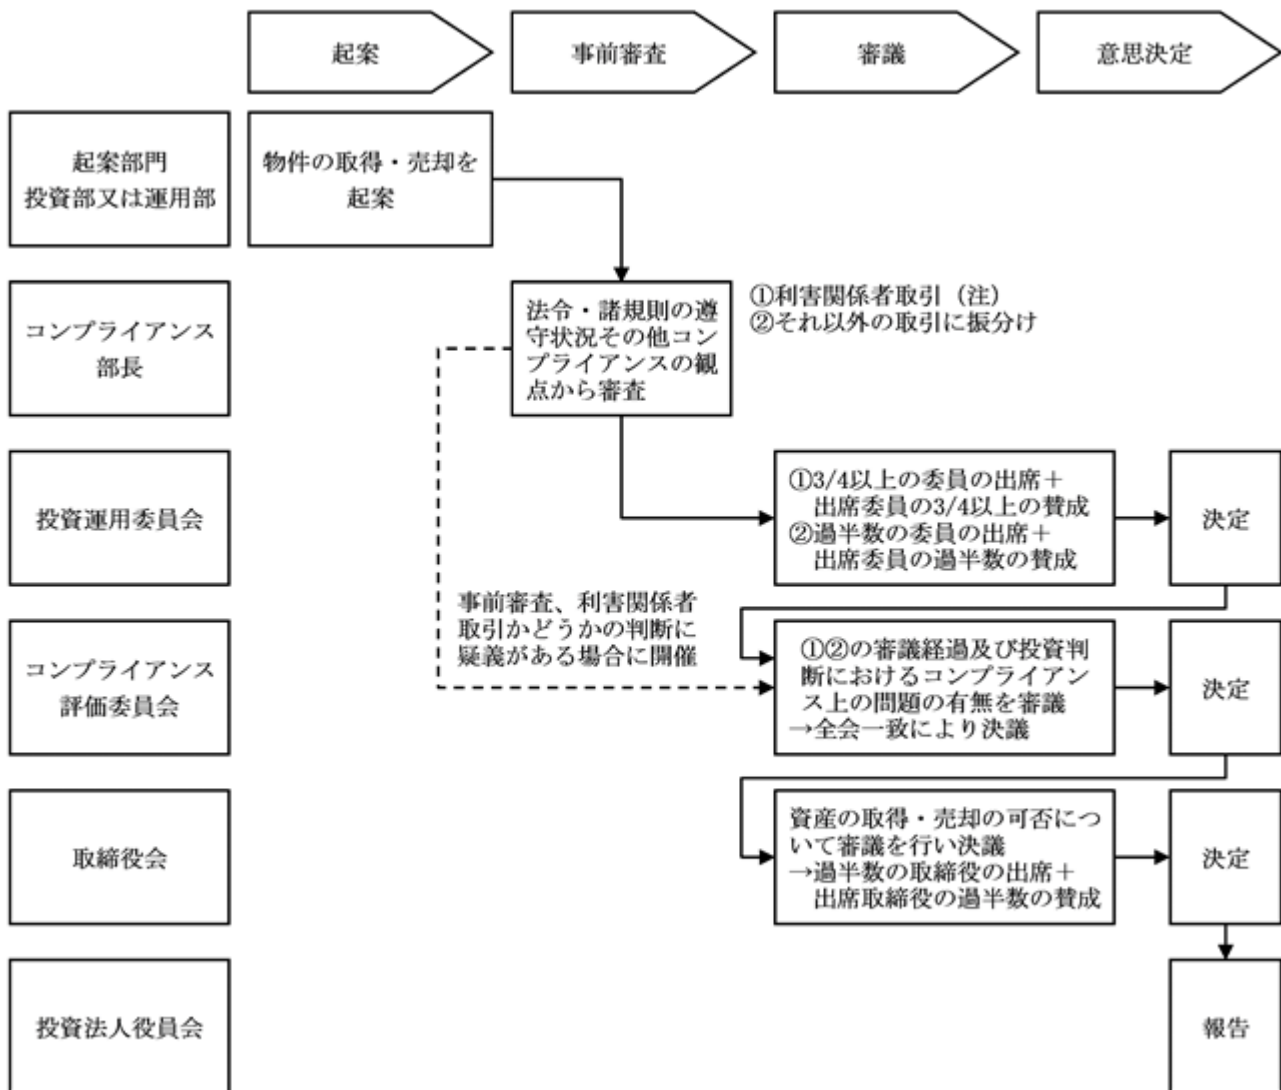 起案
事前審査
審議
意思決定
起案部門
投資部又は運用部
物件の取得・売却を
起案
コンプライアンス
部長
法令・諸規則の遵
守状況その他コン
プライアンスの観
点から審査
①利害関係者取引（注）
②それ以外の取引に振分け
投資運用委員会
①3/4以上の委員の出席＋
出席委員の3/4以上の賛成
②過半数の委員の出席＋
出席委員の過半数の賛成
決定
事前審査、利害関係者
取引かどうかの判断に
疑義がある場合に開催
コンプライアンス
評価委員会
①②の審議経過及び投資判
断におけるコンプライアン
ス上の問題の有無を審議
→全会一致により決議
決定
取締役会
資産の取得・売却の可否につ
いて審議を行い決議
→過半数の取締役の出席＋
出席取締役の過半数の賛成
決定
投資法人役員会
報告